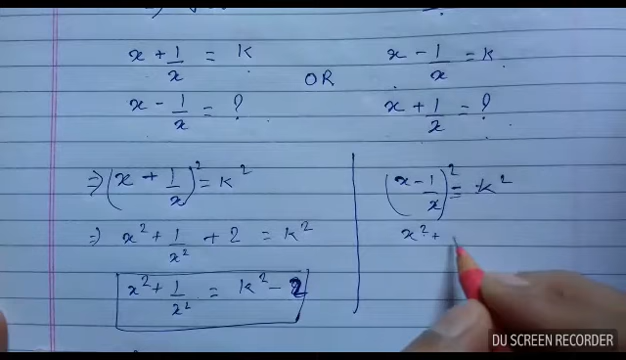 x + 1/x = k
OR
x - 1/x = k
x - 1/x = ?
x + 1/x = ?
⇒ (x + 1/x)² = k²
⇒ x² + 1/x² + 2 = k²
x² + 1/x² = k² - 2
(x - 1/x)² = k²
x² +
DU SCREEN RECORDER